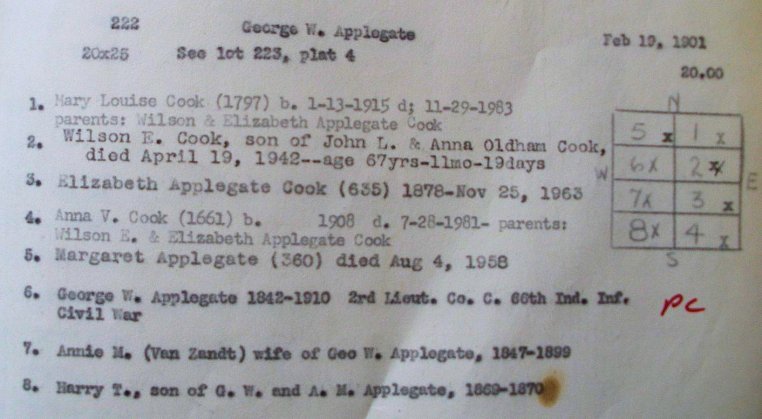 222 George W. Applegate Feb 19, 1901
20x25 See lot 223, plat 4
20.00
1. Mary Louise Cook (1797) b. 1-13-1915 d; 11-29-1983
parents: Wilson & Elizabeth Applegate Cook
2. Wilson E. Cook, son of John L. & Anna Oldham Cook,
died April 19, 1942--age 67yrs-11mo-19days
3. Elizabeth Applegate Cook (635) 1878-Nov 25, 1963
4. Anna V. Cook (1661) b. 1908 d. 7-28-1981- parents:
Wilson E. & Elizabeth Applegate Cook
5. Margaret Applegate (360) died Aug 4, 1958
6. George W. Applegate 1842-1910 2nd Lieut. Co. C. 66th Ind. Inf.
Civil War
PC
7. Annie M. (Van Zandt) wife of Geo W. Applegate, 1847-1899
8. Harry T., son of G. W. and A. M. Applegate, 1869-1870
N
5 x 1 x
W 6 x 2 x E
7 x 3 x
8 x 4 x
S